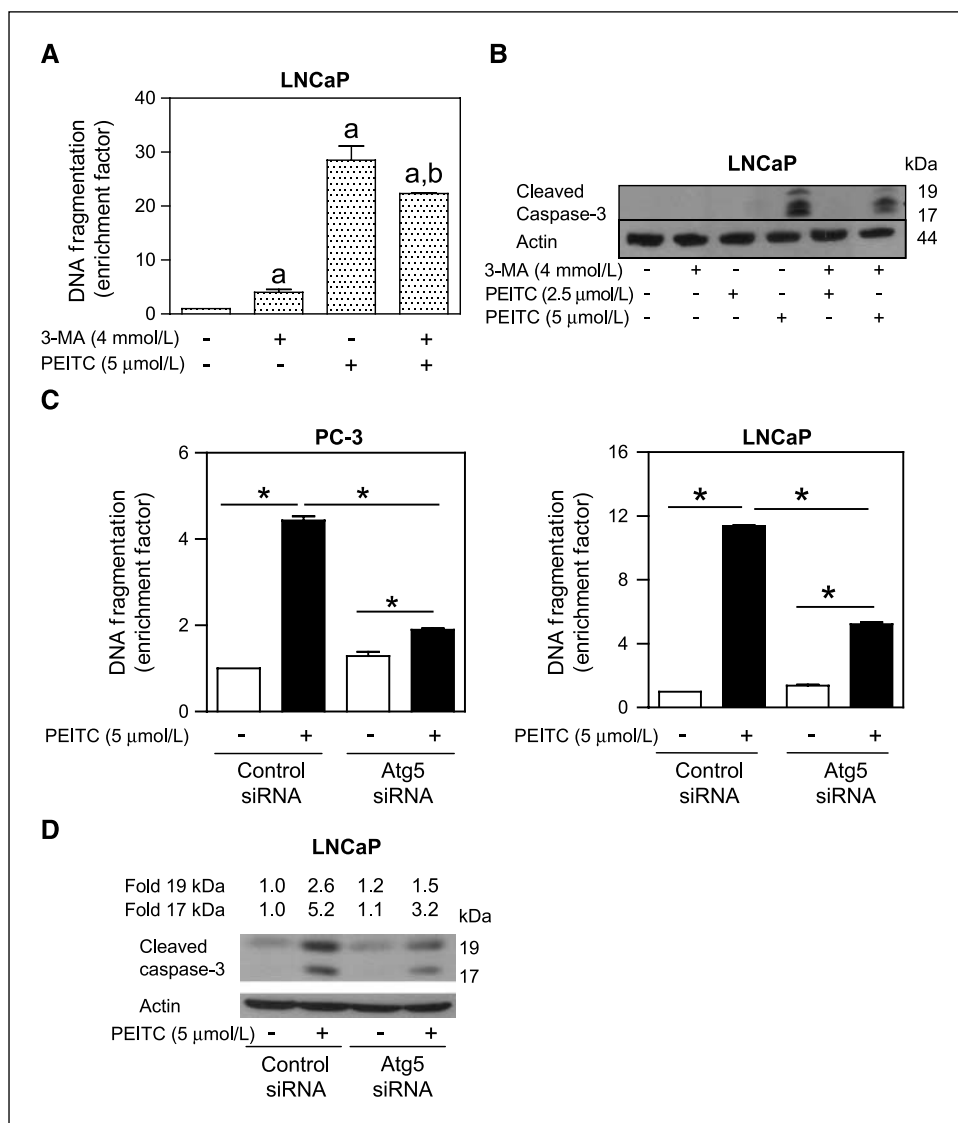 A
LNCaP
DNA fragmentation
(enrichment factor)
40
30
20
10
0
a
a
a,b
3-MA (4 mmol/L) - + - +
PEITC (5 μmol/L) - - + +
B
LNCaP kDa
Cleaved 19
Caspase-3 17
Actin 44
3-MA (4 mmol/L) - + - - + +
PEITC (2.5 μmol/L) - - + - + -
PEITC (5 μmol/L) - - - + - +
C
PC-3
DNA fragmentation
(enrichment factor)
6
4
2
0
* *
*
PEITC (5 μmol/L) - + - +
Control Atg5
siRNA siRNA
LNCaP
DNA fragmentation
(enrichment factor)
16
12
8
4
0
* *
*
PEITC (5 μmol/L) - + - +
Control Atg5
siRNA siRNA
D
LNCaP
Fold 19 kDa 1.0 2.6 1.2 1.5
Fold 17 kDa 1.0 5.2 1.1 3.2 kDa
Cleaved 19
caspase-3 17
Actin
PEITC (5 μmol/L) - + - +
Control Atg5
siRNA siRNA